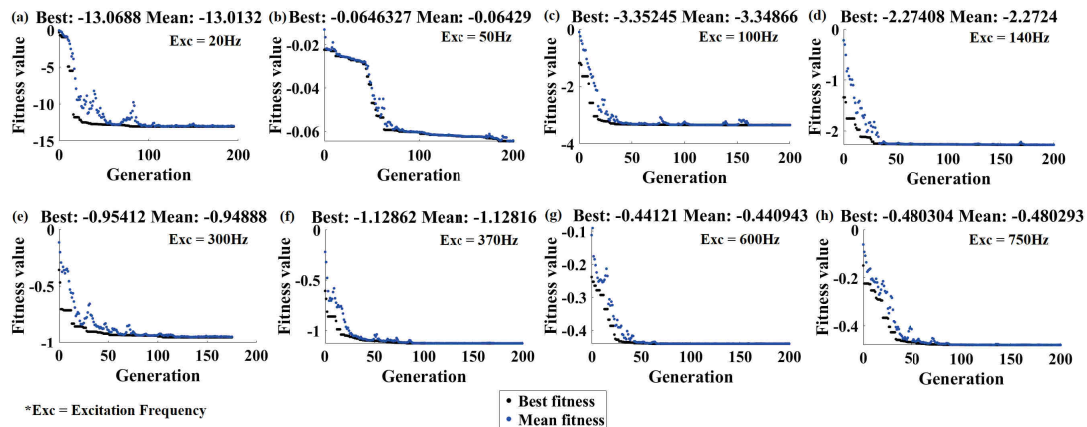 (a) Best: -13.0688 Mean: -13.0132
Exc = 20Hz
Fitness value
0
-5
-10
-15
0 100 200
Generation
(b) Best: -0.0646327 Mean: -0.06429
Exc = 50Hz
Fitness value
-0.02
-0.04
-0.06
0 50 100 150 200
Generation
(c) Best: -3.35245 Mean: -3.34866
Exc = 100Hz
Fitness value
0
-2
-4
0 50 100 150 200
Generation
(d) Best: -2.27408 Mean: -2.2724
Exc = 140Hz
Fitness value
0
-1
-2
0 50 100 150 200
Generation
(e) Best: -0.95412 Mean: -0.94888
Exc = 300Hz
Fitness value
0
-0.5
-1
0 50 100 150 200
Generation
(f) Best: -1.12862 Mean: -1.12816
Exc = 370Hz
Fitness value
0
-0.5
-1
0 50 100 150 200
Generation
(g) Best: -0.44121 Mean: -0.440943
Exc = 600Hz
Fitness value
-0.1
-0.2
-0.3
-0.4
0 50 100 150 200
Generation
(h) Best: -0.480304 Mean: -0.480293
Exc = 750Hz
Fitness value
0
-0.2
-0.4
0 50 100 150 200
Generation
*Exc = Excitation Frequency
Best fitness
Mean fitness